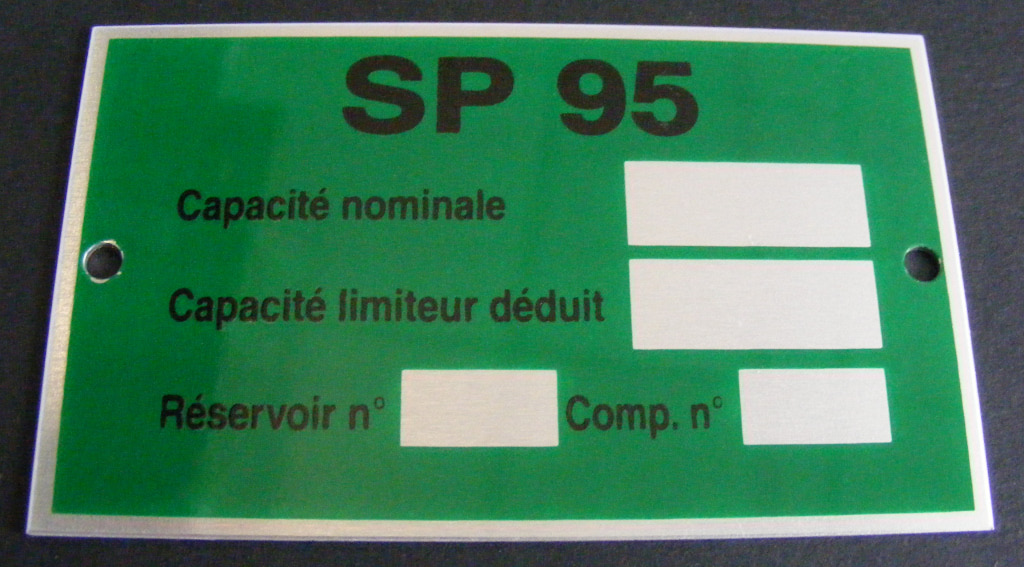 SP 95
Capacité nominale
Capacité limiteur déduit
Réservoir n° Comp. n°